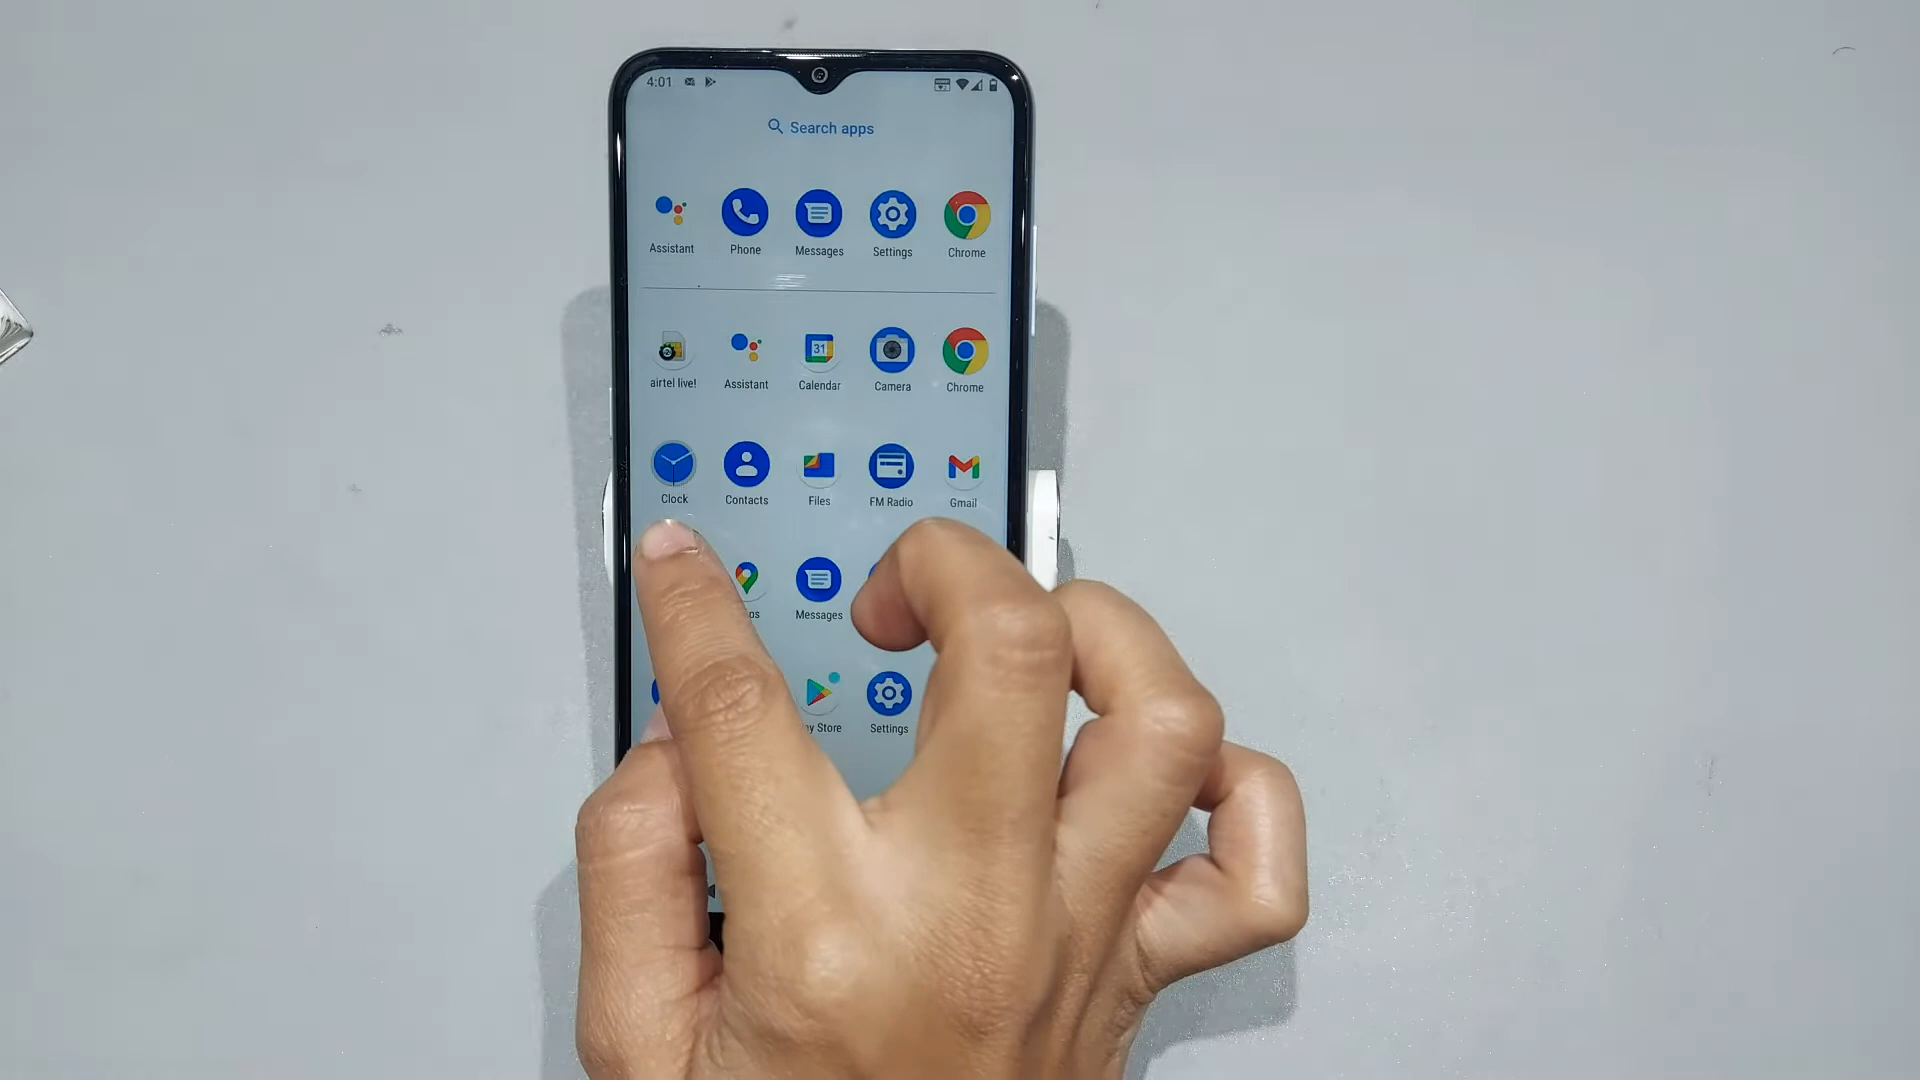 4:01
Search apps
Assistant Phone Messages Settings Chrome
airtel live! Assistant Calendar Camera Chrome
31
Clock Contacts Files FM Radio Gmail
Messages
Store Settings